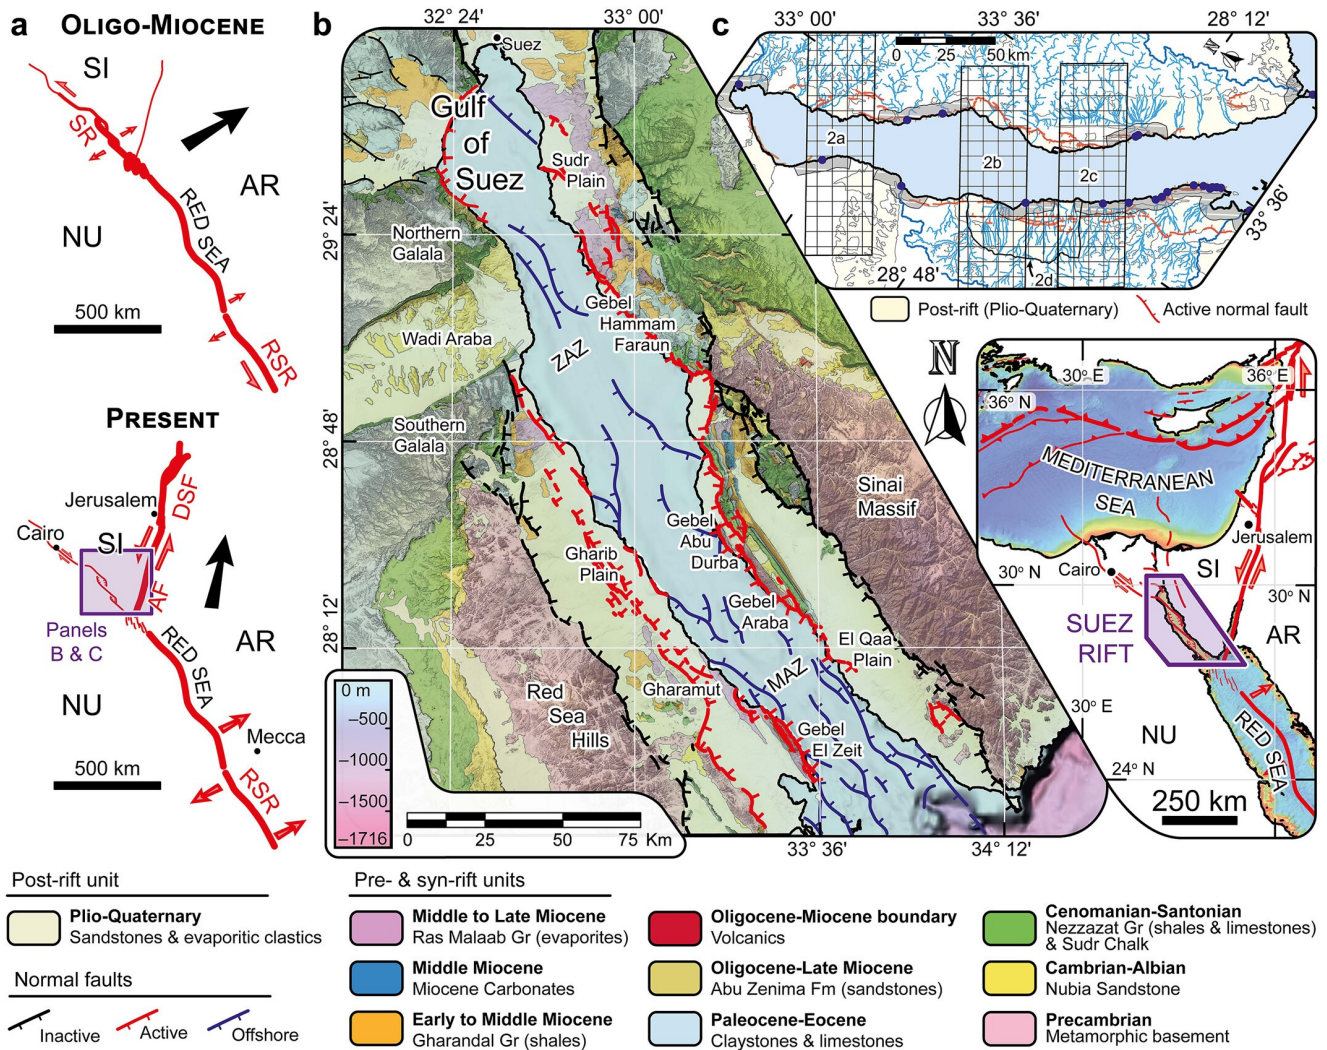 a
OLIGO-MIOCENE
SI
SR
AR
RED SEA
NU
500 km
RSR
PRESENT
Jerusalem
DSF
Cairo
SI
AF
Panels
B & C
RED SEA
AR
NU
Mecca
500 km
RSR
b
32° 24'
33° 00'
Suez
Gulf
of
Suez
Sudr
Plain
29° 24'
Northern
Galala
Gebel
Hammam
Faraun
Wadi Araba
ZAZ
28° 48'
Southern
Galala
Sinai
Massif
Gebel
Abu
Durba
Gharib
Plain
Gebel
Araba
28° 12'
El Qaa
Plain
MAZ
Gharamut
Red
Sea
Hills
Gebel
El Zeit
0 m
–500
–1000
–1500
–1716
0 25 50 75 Km
33° 36'
34° 12'
c
33° 00'
33° 36'
28° 12'
0 25 50 km
N
2a
2b
2c
2d
28° 48'
33° 36'
Post-rift (Plio-Quaternary)
Active normal fault
N
30° E
36° E
36° N
MEDITERRANEAN
SEA
Jerusalem
Cairo
30° N
SI
30° N
SUEZ
RIFT
AR
30° E
NU
RED SEA
24° N
250 km
Post-rift unit
Plio-Quaternary
Sandstones & evaporitic clastics
Normal faults
Inactive
Active
Offshore
Pre- & syn-rift units
Middle to Late Miocene
Ras Malaab Gr (evaporites)
Middle Miocene
Miocene Carbonates
Early to Middle Miocene
Gharandal Gr (shales)
Oligocene-Miocene boundary
Volcanics
Oligocene-Late Miocene
Abu Zenima Fm (sandstones)
Paleocene-Eocene
Claystones & limestones
Cenomanian-Santonian
Nezzazat Gr (shales & limestones)
& Sudr Chalk
Cambrian-Albian
Nubia Sandstone
Precambrian
Metamorphic basement